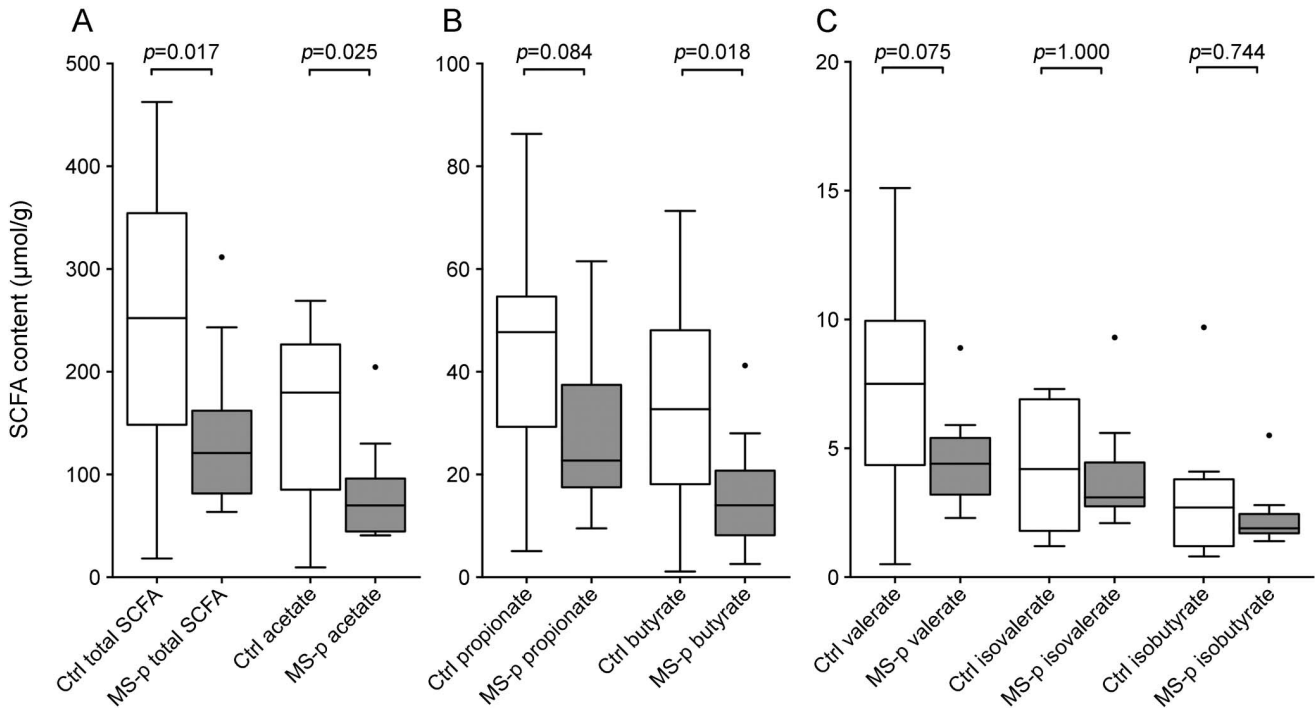 A
B
C
p=0.017
p=0.025
p=0.084
p=0.018
p=0.075
p=1.000
p=0.744
SCFA content (μmol/g)
500
400
300
200
100
0
100
80
60
40
20
0
20
15
10
5
0
Ctrl total SCFA
MS-p total SCFA
Ctrl acetate
MS-p acetate
Ctrl propionate
MS-p propionate
Ctrl butyrate
MS-p butyrate
Ctrl valerate
MS-p valerate
Ctrl isovalerate
MS-p isovalerate
Ctrl isobutyrate
MS-p isobutyrate